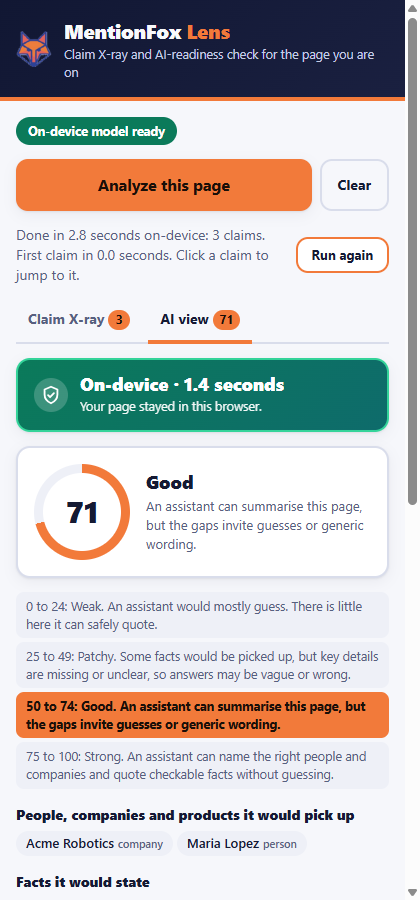 MentionFox Lens
Claim X-ray and AI-readiness check for the page you are
on
On-device model ready
Analyze this page
Clear
Done in 2.8 seconds on-device: 3 claims.
First claim in 0.0 seconds. Click a claim to
jump to it.
Run again
Claim X-ray 3
AI view 71
On-device · 1.4 seconds
Your page stayed in this browser.
71
Good
An assistant can summarise this page,
but the gaps invite guesses or generic
wording.
0 to 24: Weak. An assistant would mostly guess. There is little
here it can safely quote.
25 to 49: Patchy. Some facts would be picked up, but key details
are missing or unclear, so answers may be vague or wrong.
50 to 74: Good. An assistant can summarise this page, but
the gaps invite guesses or generic wording.
75 to 100: Strong. An assistant can name the right people and
companies and quote checkable facts without guessing.
People, companies and products it would pick up
Acme Robotics company
Maria Lopez person
Facts it would state